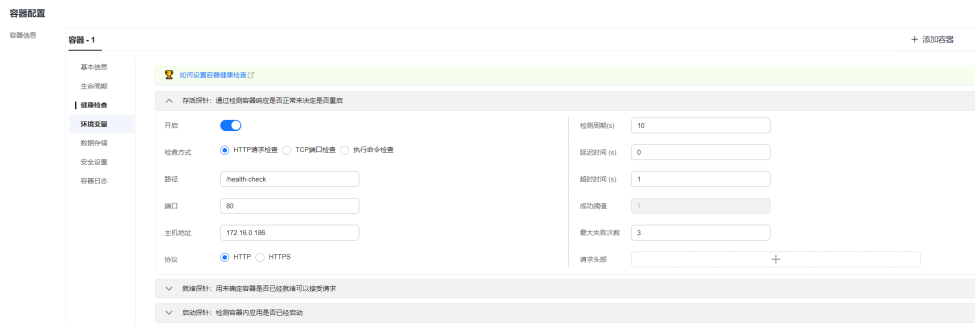 容器配置
容器信息
容器 - 1
+ 添加容器
基本信息
生命周期
健康检查
环境变量
数据存储
安全设置
容器日志
如何设置容器健康检查
存活探针：通过检测容器响应是否正常来决定是否重启
开启
检查方式
HTTP请求检查 TCP端口检查 执行命令检查
路径
/health-check
端口
80
主机地址
172.16.0.186
协议
HTTP HTTPS
检测周期(s)
10
延迟时间 (s)
0
超时时间 (s)
1
成功阈值
1
最大失败次数
3
请求头部
+
就绪探针：用来确定容器是否已经就绪可以接受请求
启动探针：检测容器内应用是否已经启动